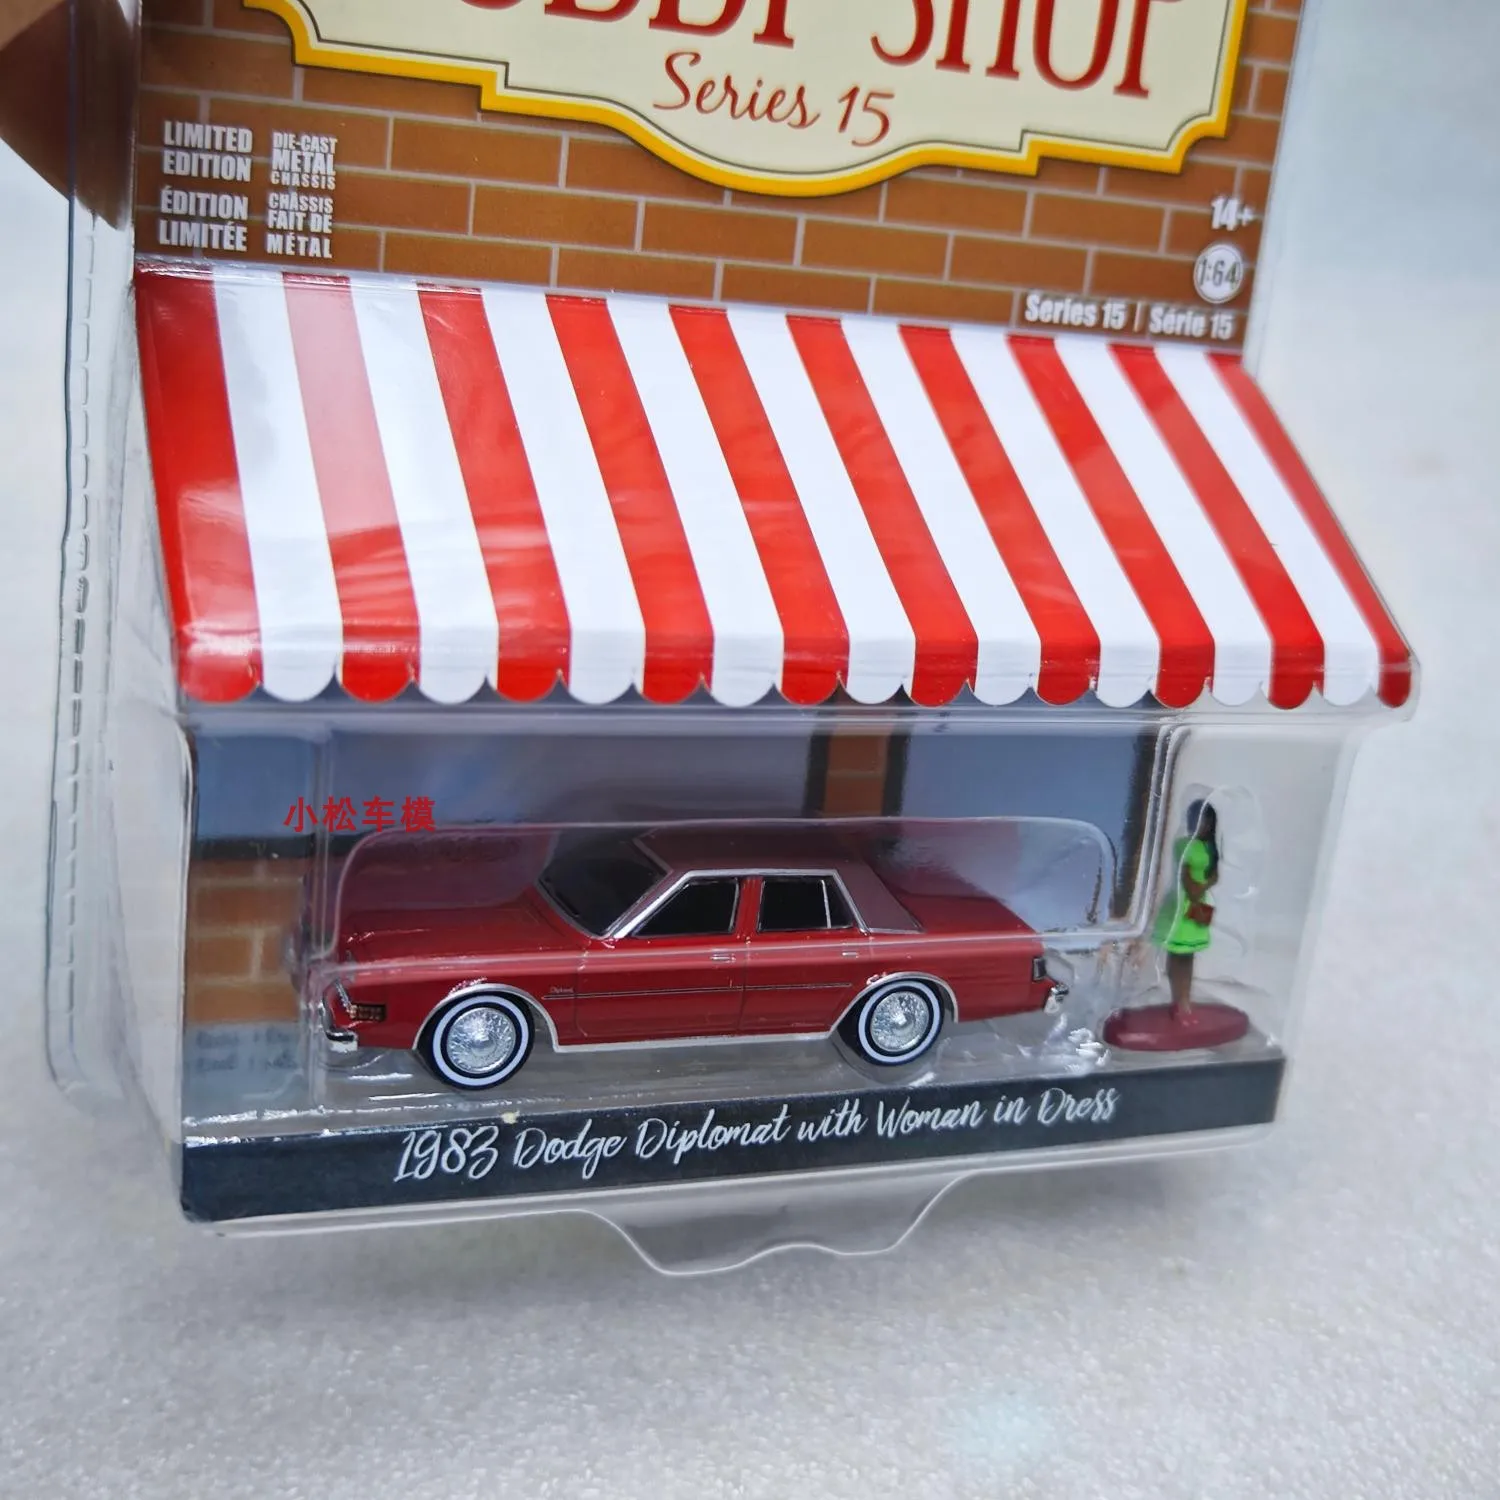 SHOP
Series 15
LIMITED
EDITION
ÉDITION
LIMITÉE
DIE-CAST
METAL
CHASSIS
CHÂSSIS
FAIT DE
MÉTAL
14+
1:64
Series 15 | Série 15
小松车模
1983 Dodge Diplomat with Woman in Dress